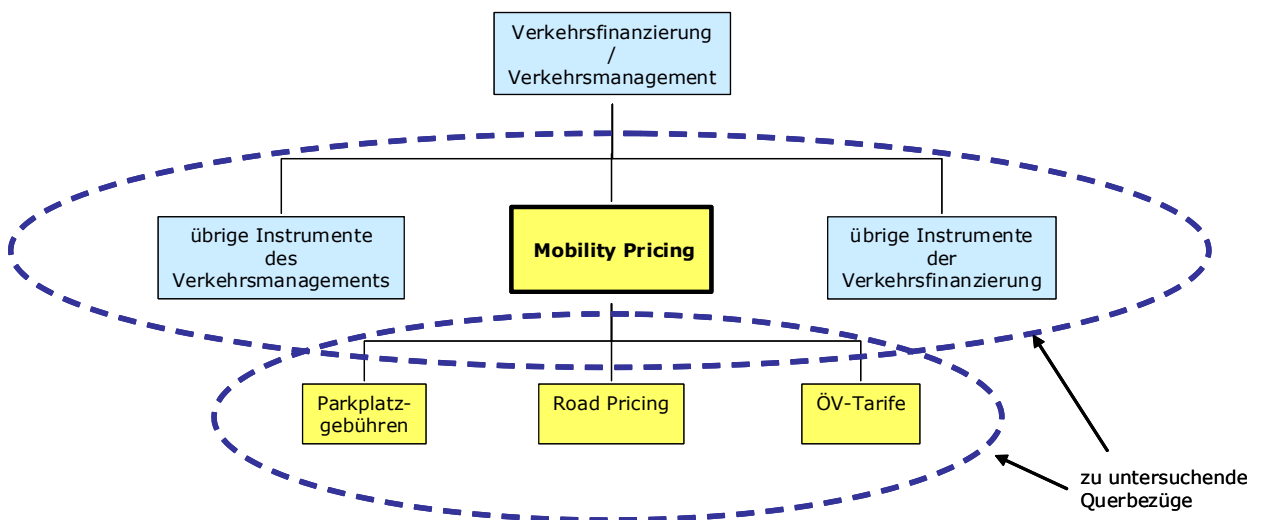 Verkehrsfinanzierung
/
Verkehrsmanagement
übrige Instrumente
des
Verkehrsmanagements
Mobility Pricing
übrige Instrumente
der
Verkehrsfinanzierung
Parkplatz-
gebühren
Road Pricing
ÖV-Tarife
zu untersuchende
Querbezüge